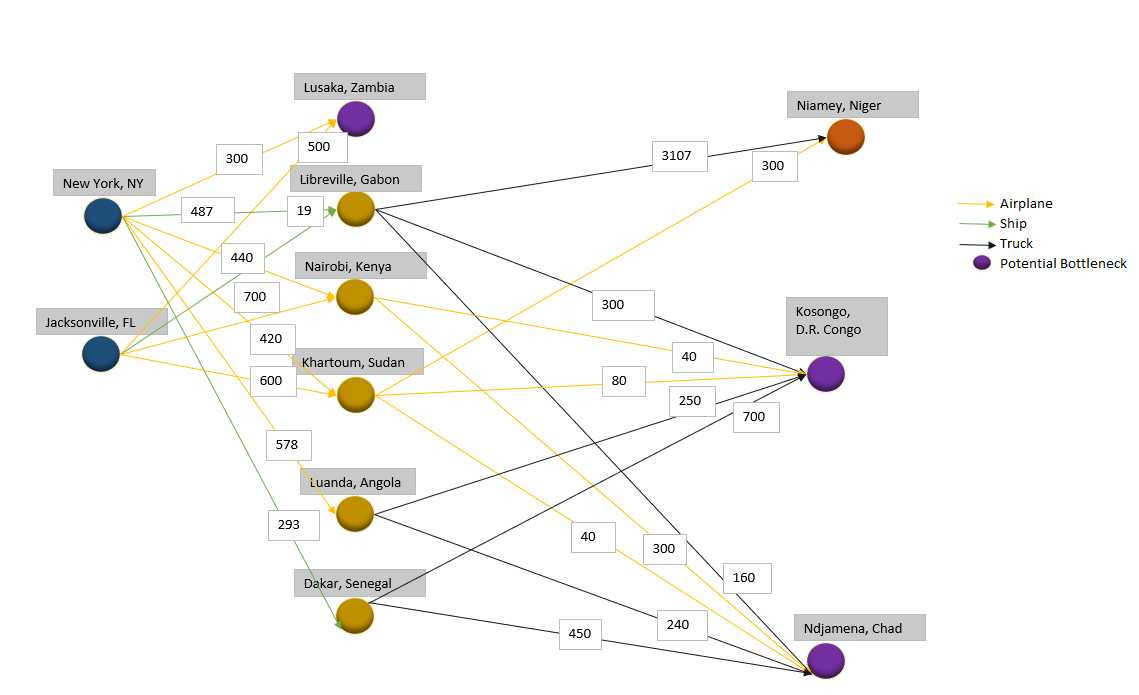 Lusaka, Zambia
Niamey, Niger
500
300
3107
300
New York, NY
Libreville, Gabon
487
19
Airplane
Ship
Truck
Potential Bottleneck
440
Nairobi, Kenya
700
300
Kosongo,
D.R. Congo
Jacksonville, FL
420
Khartoum, Sudan
40
600
80
250
700
578
Luanda, Angola
293
40
300
160
Dakar, Senegal
450
240
Ndjamena, Chad